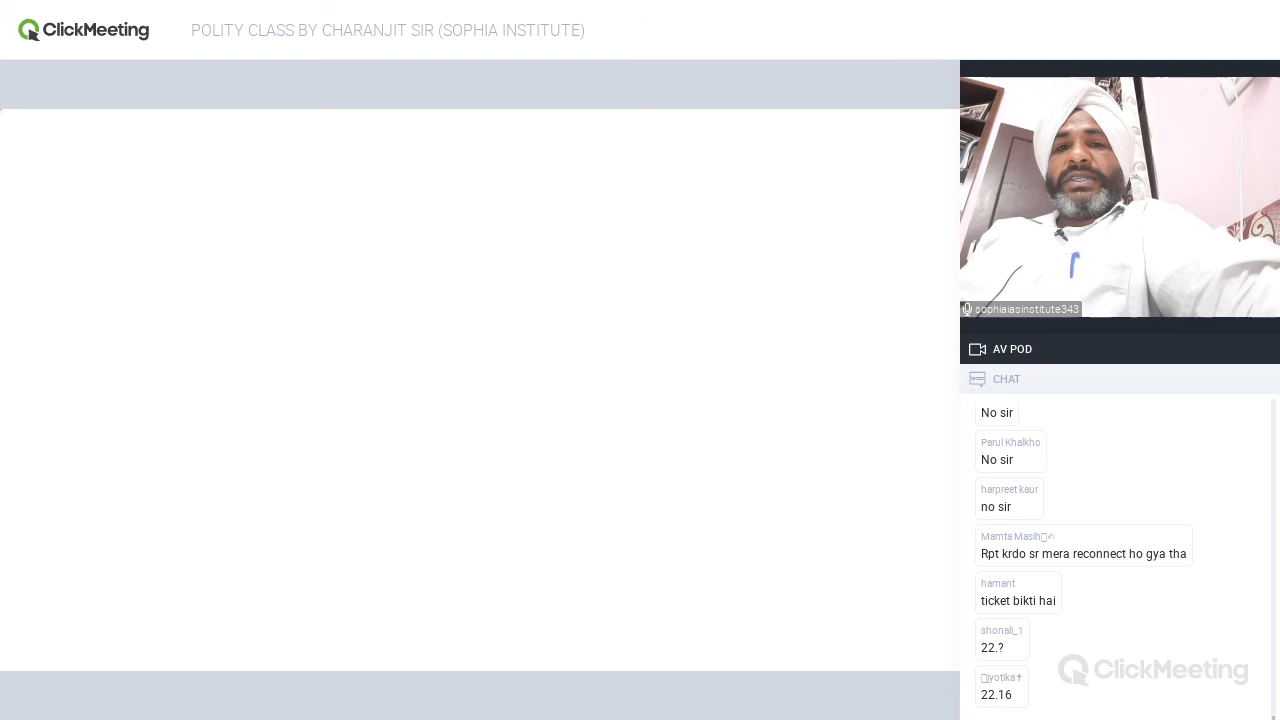 ClickMeeting
POLITY CLASS BY CHARANJIT SIR (SOPHIA INSTITUTE)
sophiaiasinstitute343
AV POD
CHAT
No sir
Parul Khalkho
No sir
harpreet kaur
no sir
Mamta Masih
Rpt krdo sr mera reconnect ho gya tha
hamant
ticket bikti hai
shonali_1
22.?
Jyotika✝
22.16
ClickMeeting